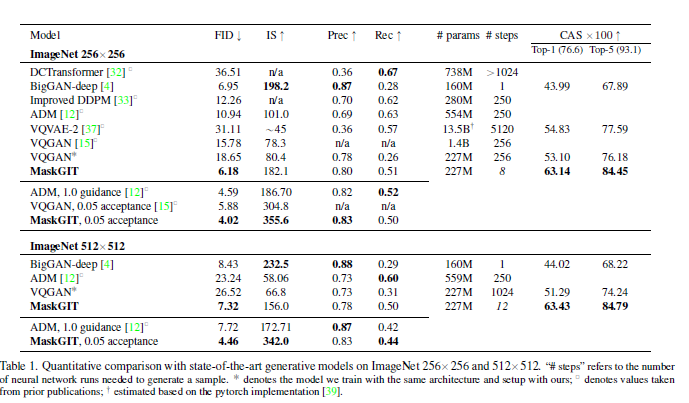 Model FID ↓ IS ↑ Prec ↑ Rec ↑ # params # steps CAS ×100 ↑
ImageNet 256×256 Top-1 (76.6) Top-5 (93.1)
DCTransformer [32]ᶜ 36.51 n/a 0.36 0.67 738M >1024
BigGAN-deep [4] 6.95 198.2 0.87 0.28 160M 1 43.99 67.89
Improved DDPM [33]ᶜ 12.26 n/a 0.70 0.62 280M 250
ADM [12]ᶜ 10.94 101.0 0.69 0.63 554M 250
VQVAE-2 [37]ᶜ 31.11 ~45 0.36 0.57 13.5B† 5120 54.83 77.59
VQGAN [15]ᶜ 15.78 78.3 n/a n/a 1.4B 256
VQGAN* 18.65 80.4 0.78 0.26 227M 256 53.10 76.18
MaskGIT 6.18 182.1 0.80 0.51 227M 8 63.14 84.45
ADM, 1.0 guidance [12]ᶜ 4.59 186.70 0.82 0.52
VQGAN, 0.05 acceptance [15]ᶜ 5.88 304.8 n/a n/a
MaskGIT, 0.05 acceptance 4.02 355.6 0.83 0.50
ImageNet 512×512
BigGAN-deep [4] 8.43 232.5 0.88 0.29 160M 1 44.02 68.22
ADM [12]ᶜ 23.24 58.06 0.73 0.60 559M 250
VQGAN* 26.52 66.8 0.73 0.31 227M 1024 51.29 74.24
MaskGIT 7.32 156.0 0.78 0.50 227M 12 63.43 84.79
ADM, 1.0 guidance [12]ᶜ 7.72 172.71 0.87 0.42
MaskGIT, 0.05 acceptance 4.46 342.0 0.83 0.44
Table 1. Quantitative comparison with state-of-the-art generative models on ImageNet 256×256 and 512×512. “# steps” refers to the number
of neural network runs needed to generate a sample. * denotes the model we train with the same architecture and setup with ours; ᶜ denotes values taken
from prior publications; † estimated based on the pytorch implementation [39].